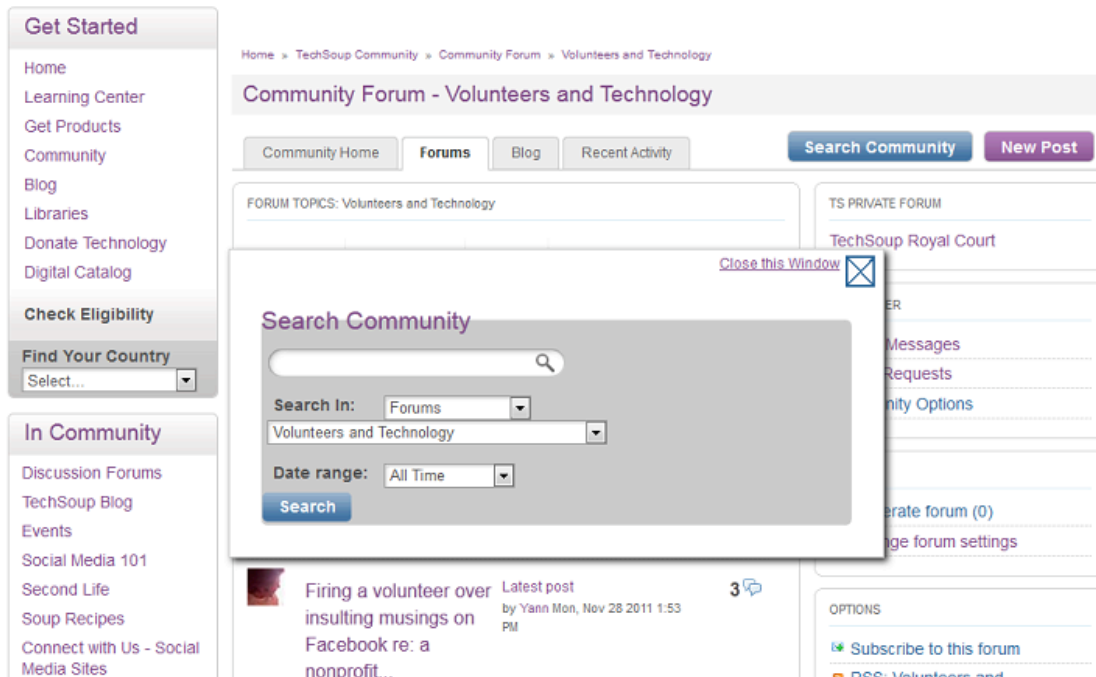 Get Started
Home
Learning Center
Get Products
Community
Blog
Libraries
Donate Technology
Digital Catalog
Check Eligibility
Find Your Country
Select...
In Community
Discussion Forums
TechSoup Blog
Events
Social Media 101
Second Life
Soup Recipes
Connect with Us - Social
Media Sites
Home » TechSoup Community » Community Forum » Volunteers and Technology
Community Forum - Volunteers and Technology
Community Home
Forums
Blog
Recent Activity
Search Community
New Post
FORUM TOPICS: Volunteers and Technology
Close this Window
Search Community
Search In: Forums
Volunteers and Technology
Date range: All Time
Search
Firing a volunteer over
insulting musings on
Facebook re: a
nonprofit...
Latest post
by Yann Mon, Nov 28 2011 1:53
PM
3
TS PRIVATE FORUM
TechSoup Royal Court
ER
Messages
Requests
nity Options
erate forum (0)
nge forum settings
OPTIONS
Subscribe to this forum
RSS: Volunteers and